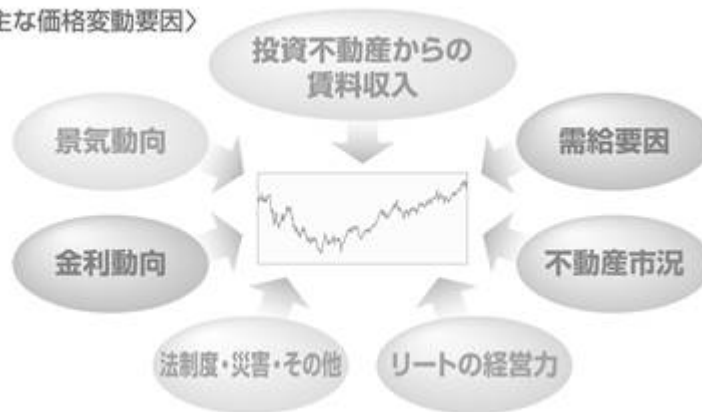 主な価格変動要因〉
投資不動産からの
賃料収入
景気動向
需給要因
金利動向
不動産市況
法制度・災害・その他
リートの経営力